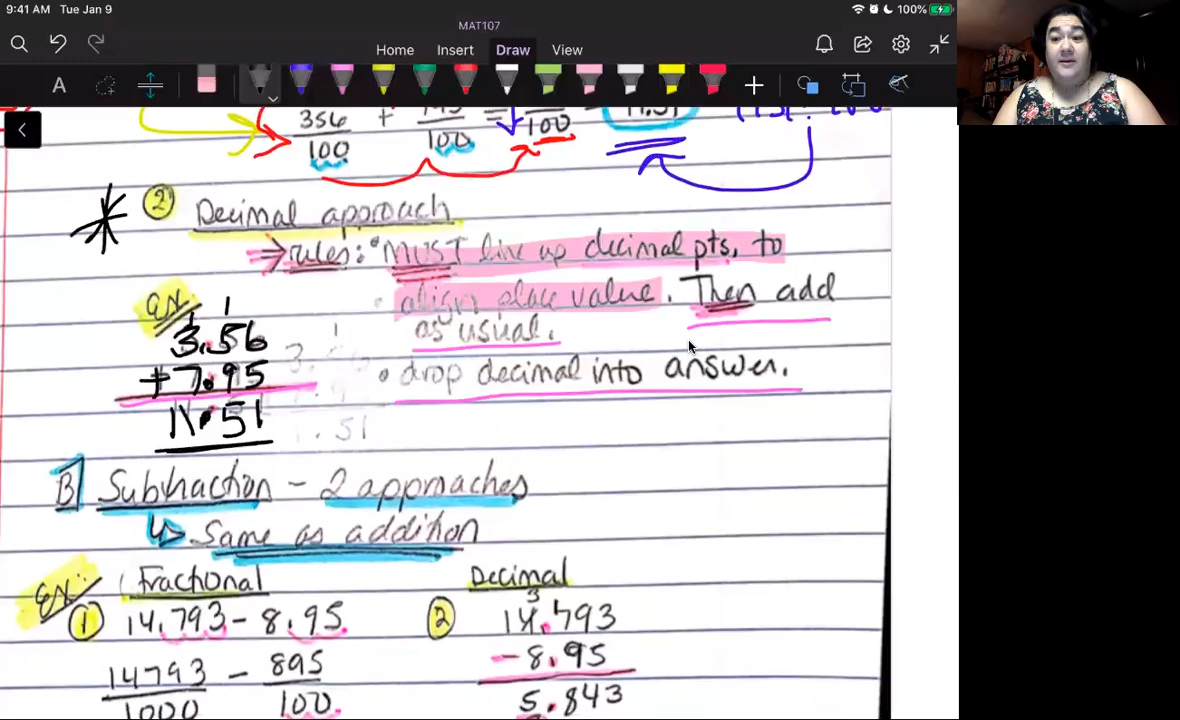 9:41 AM Tue Jan 9
100%
MAT107
Home Insert Draw View
A
356 + = 
100 100 100
② Decimal approach
⇒ rules: • MUST line up decimal pts, to
• align place value. Then add
as usual.
Ex:
1 1
3.56
+ 7.95
11.51
• drop decimal into answer.
B Subtraction - 2 approaches
↳ Same as addition
Ex: Fractional Decimal
① 14.793 - 8.95
14793 - 895
1000 100
② 3
14.793
- 8.95
5.843